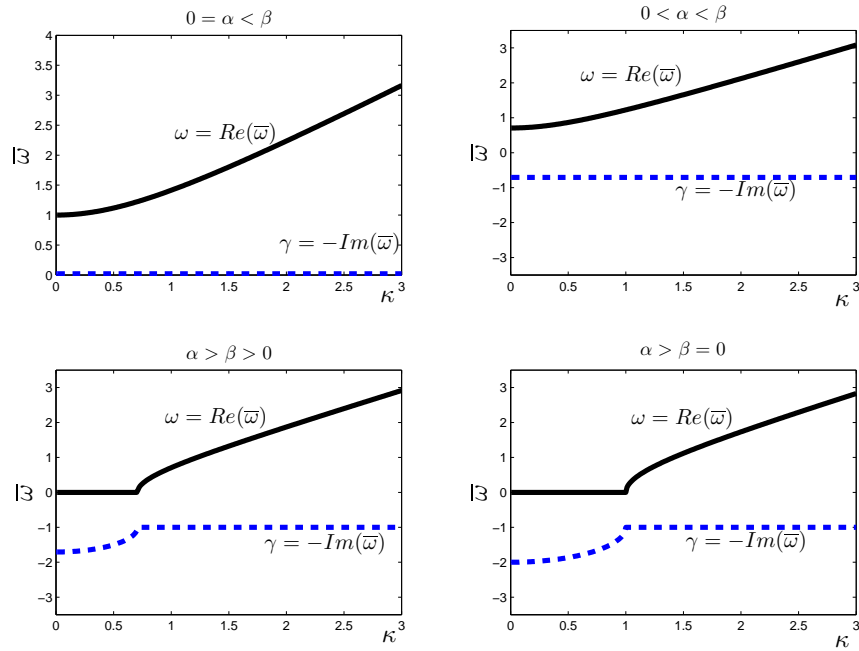 0 = α < β
4
3.5
3
2.5
2
1.5
1
0.5
0
ω̅
ω = Re(ω̅)
γ = −Im(ω̅)
0 0.5 1 1.5 2 2.5 3
κ
0 < α < β
3
2
1
0
−1
−2
−3
ω̅
ω = Re(ω̅)
γ = −Im(ω̅)
0 0.5 1 1.5 2 2.5 3
κ
α > β > 0
3
2
1
0
−1
−2
−3
ω̅
ω = Re(ω̅)
γ = −Im(ω̅)
0 0.5 1 1.5 2 2.5 3
κ
α > β = 0
3
2
1
0
−1
−2
−3
ω̅
ω = Re(ω̅)
γ = −Im(ω̅)
0 0.5 1 1.5 2 2.5 3
κ